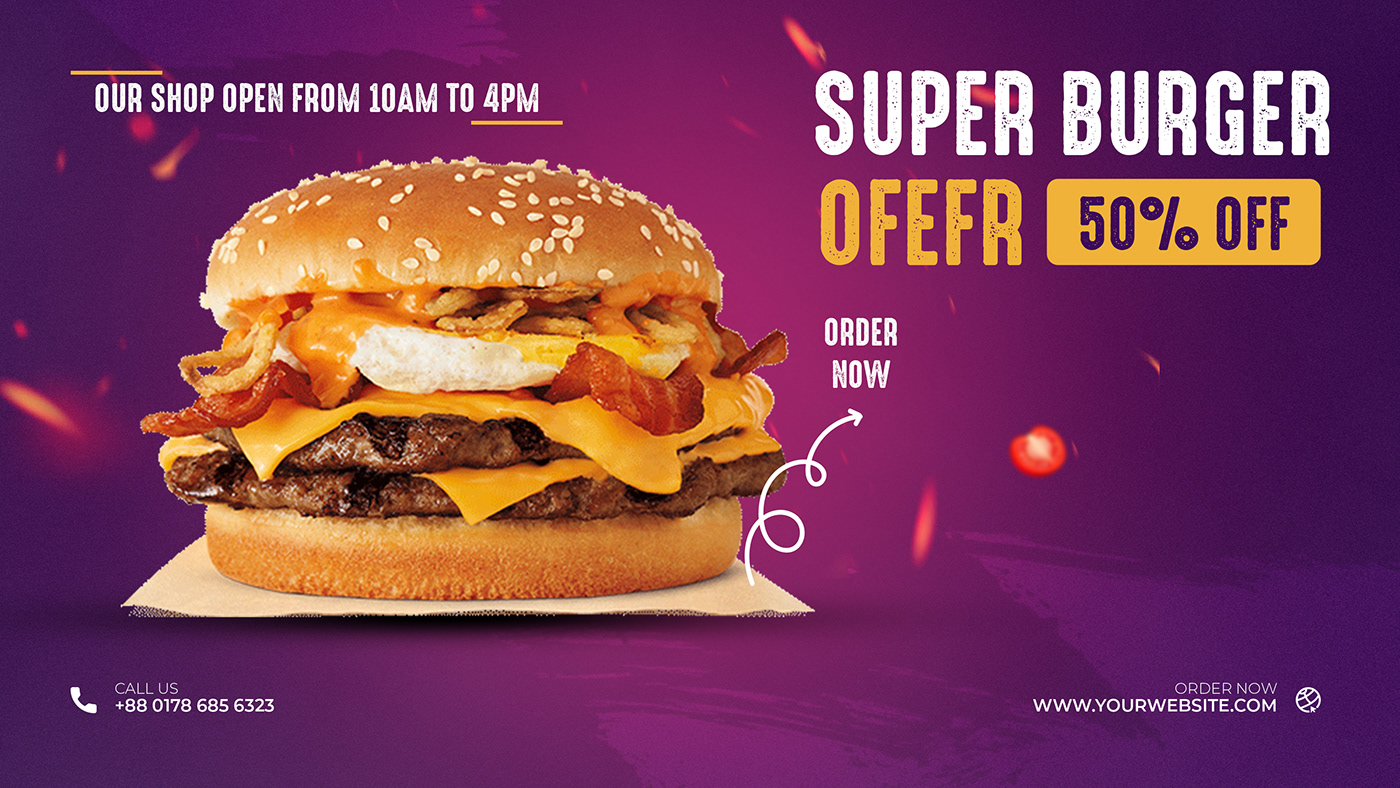 OUR SHOP OPEN FROM 10AM TO 4PM
SUPER BURGER
OFEFR 50% OFF
ORDER
NOW
CALL US
+88 0178 685 6323
ORDER NOW
WWW.YOURWEBSITE.COM